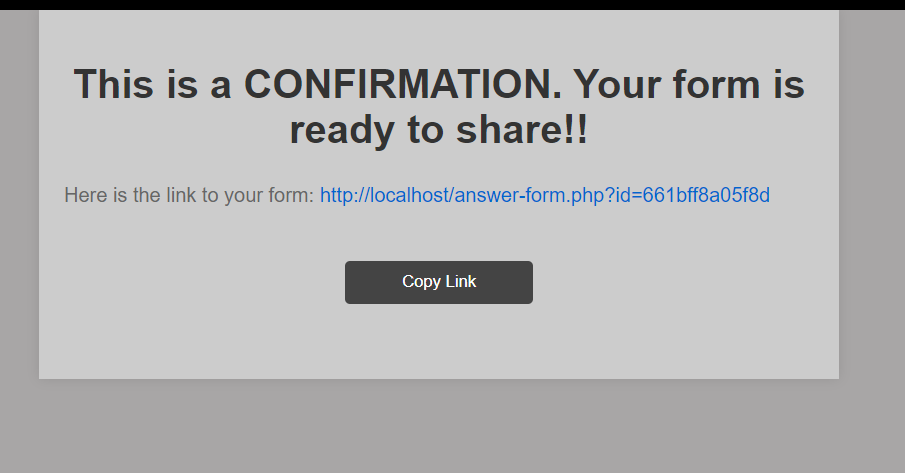 This is a CONFIRMATION. Your form is
ready to share!!
Here is the link to your form: http://localhost/answer-form.php?id=661bff8a05f8d
Copy Link